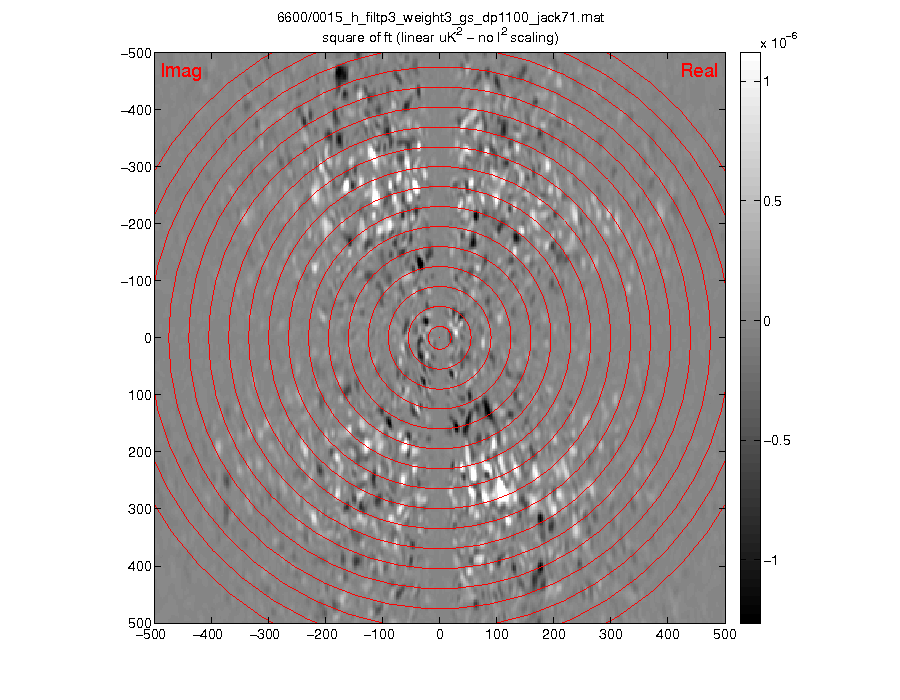 6600/0015_h_filtp3_weight3_gs_dp1100_jack71.mat
square of ft (linear uK² – no l² scaling)
x 10⁻⁶
Imag
Real
−500
−400
−300
−200
−100
0
100
200
300
400
500
−500 −400 −300 −200 −100 0 100 200 300 400 500
1
0.5
0
−0.5
−1